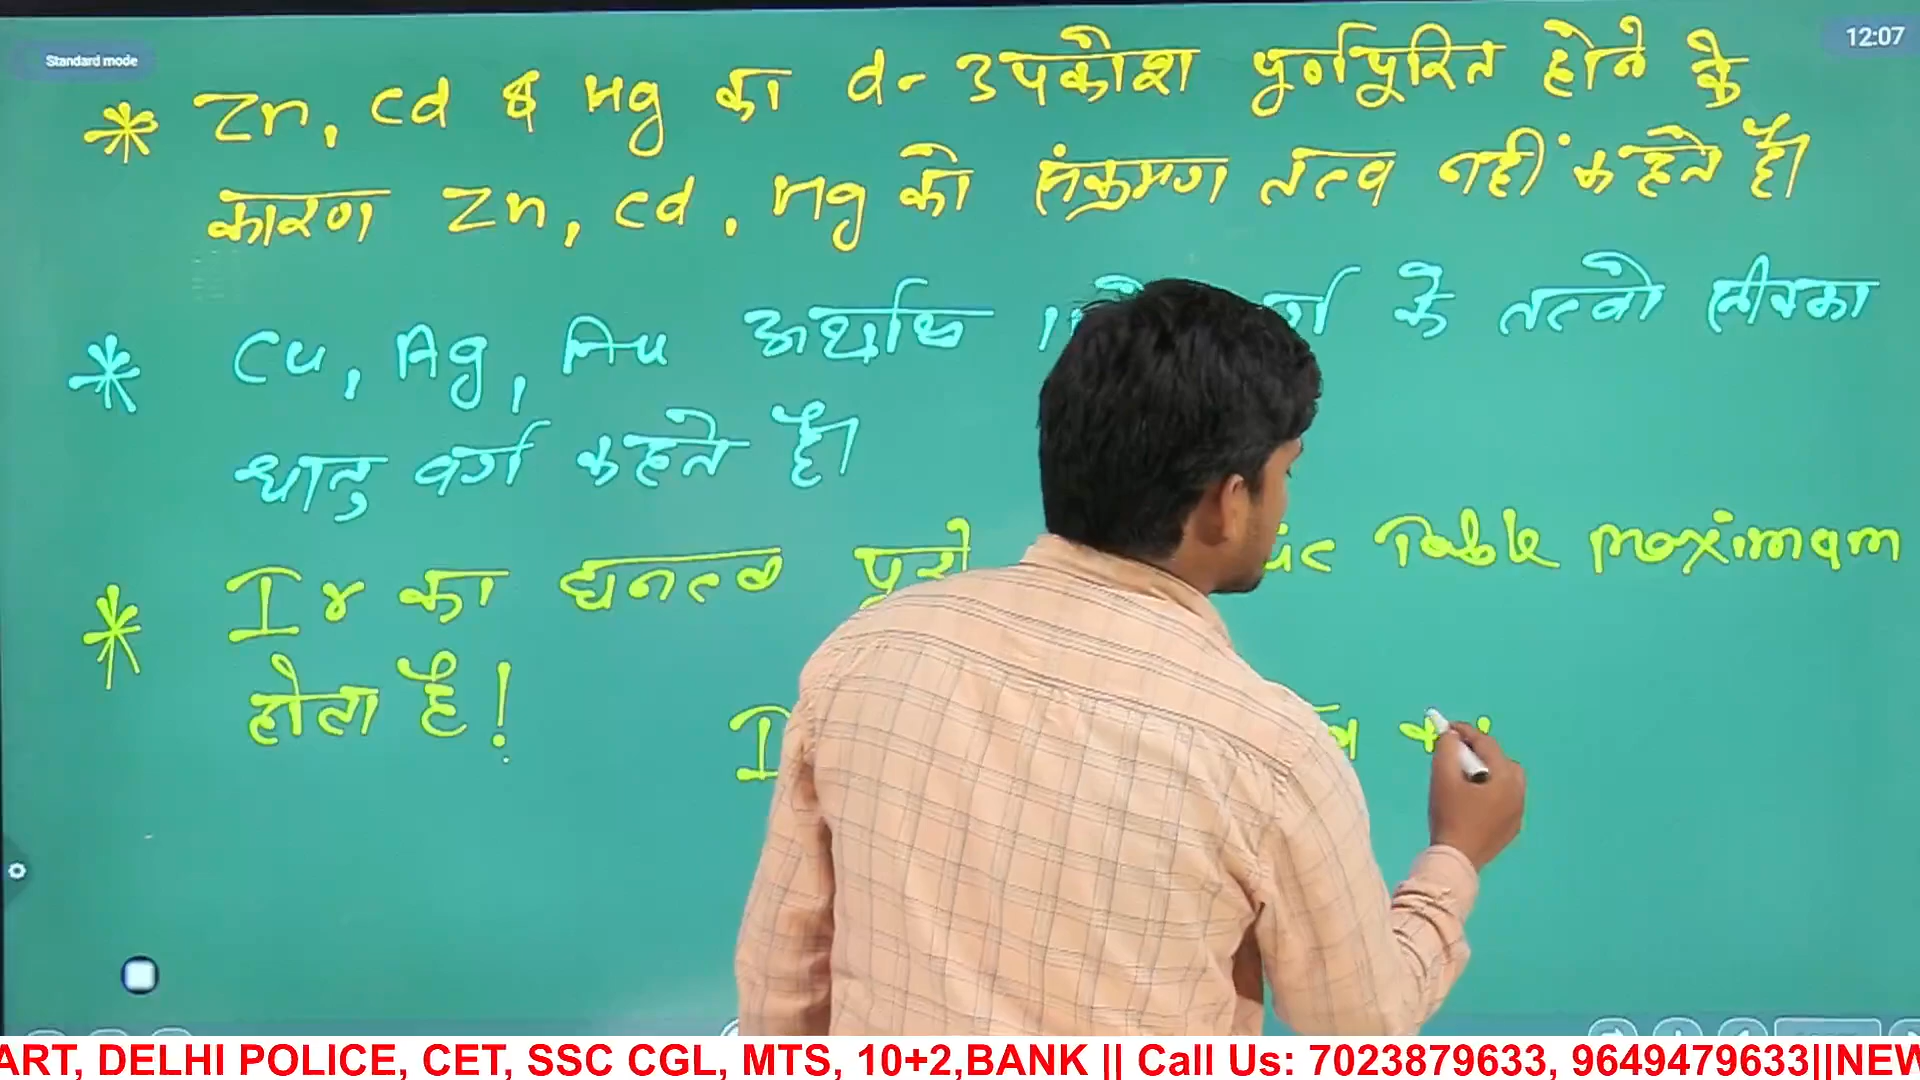 Standard mode
12:07
* Zn, Cd & Hg का d- उपकोश पूर्णपूरित होने के
कारण Zn, Cd, Hg को संक्रमण तत्व नहीं कहते है।
* Cu, Ag, Au अर्थाथ के तत्वो सीक्का
धातु वर्ग कहते है।
* Ir का घनत्व पुरी Table maximam
होता है!
ART, DELHI POLICE, CET, SSC CGL, MTS, 10+2,BANK || Call Us: 7023879633, 9649479633||NEW